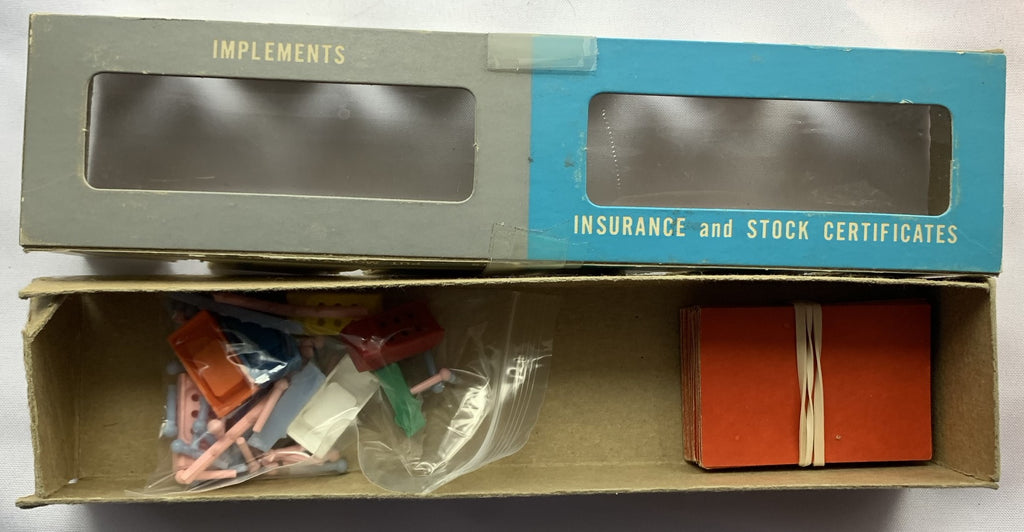 IMPLEMENTS
INSURANCE and STOCK CERTIFICATES